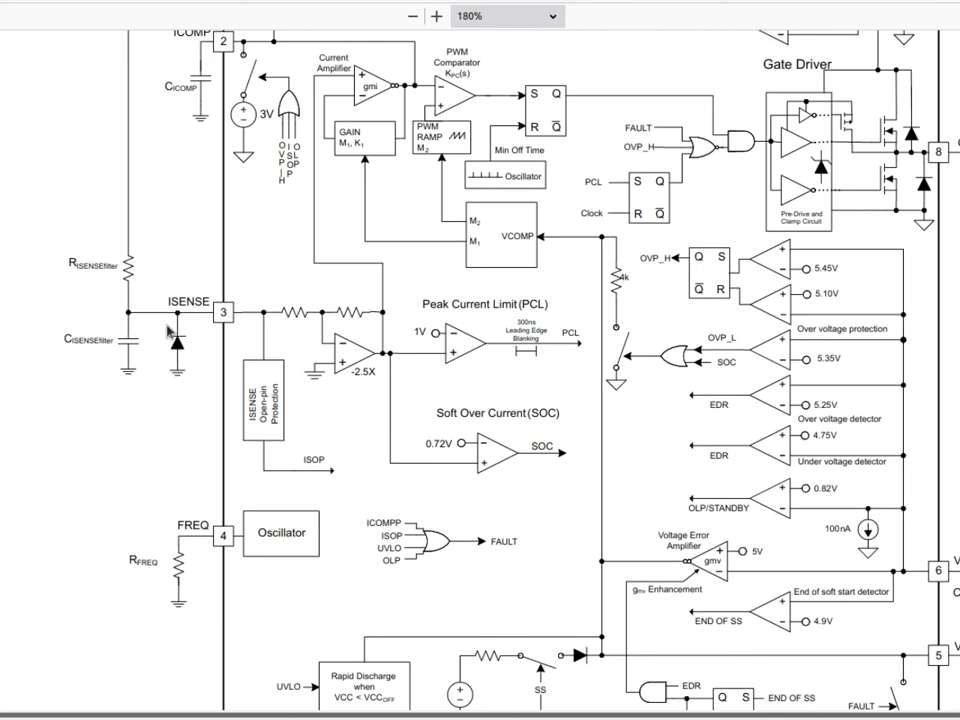 180%
ICOMP
2
CICOMP
3V
OVP_H
ISOP
OLP
Current
Amplifier
gmi
PWM
Comparator
KPC(s)
GAIN
M1, K1
PWM
RAMP
M2
S Q
R Q
Min Off Time
Oscillator
M2
M1
VCOMP
Gate Driver
FAULT
OVP_H
PCL
Clock
S Q
R Q
Pre-Drive and
Clamp Circuit
8
4k
OVP_H
Q S
Q R
5.45V
5.10V
Over voltage protection
OVP_L
SOC
5.35V
EDR
5.25V
Over voltage detector
4.75V
EDR
Under voltage detector
0.82V
OLP/STANDBY
100nA
RISENSEfilter
ISENSE
3
CISENSEfilter
ISENSE
Open-pin
Protection
ISOP
-2.5X
Peak Current Limit (PCL)
1V
300ns
Leading Edge
Blanking
PCL
Soft Over Current (SOC)
0.72V
SOC
FREQ
4
Oscillator
RFREQ
ICOMPP
ISOP
UVLO
OLP
FAULT
Voltage Error
Amplifier
5V
gmv
6
gmv Enhancement
End of soft start detector
END OF SS
4.9V
5
Rapid Discharge
when
VCC < VCCOFF
UVLO
SS
EDR
Q S
END OF SS
FAULT